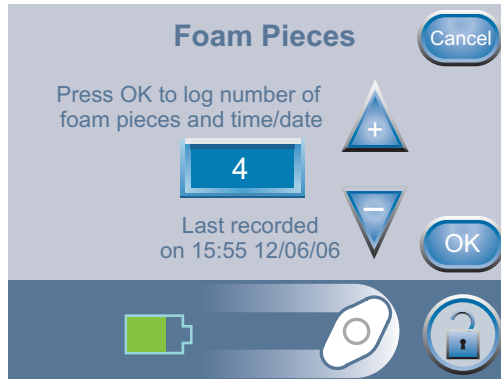 Foam Pieces
Cancel
Press OK to log number of
foam pieces and time/date
+
4
−
Last recorded
on 15:55 12/06/06
OK